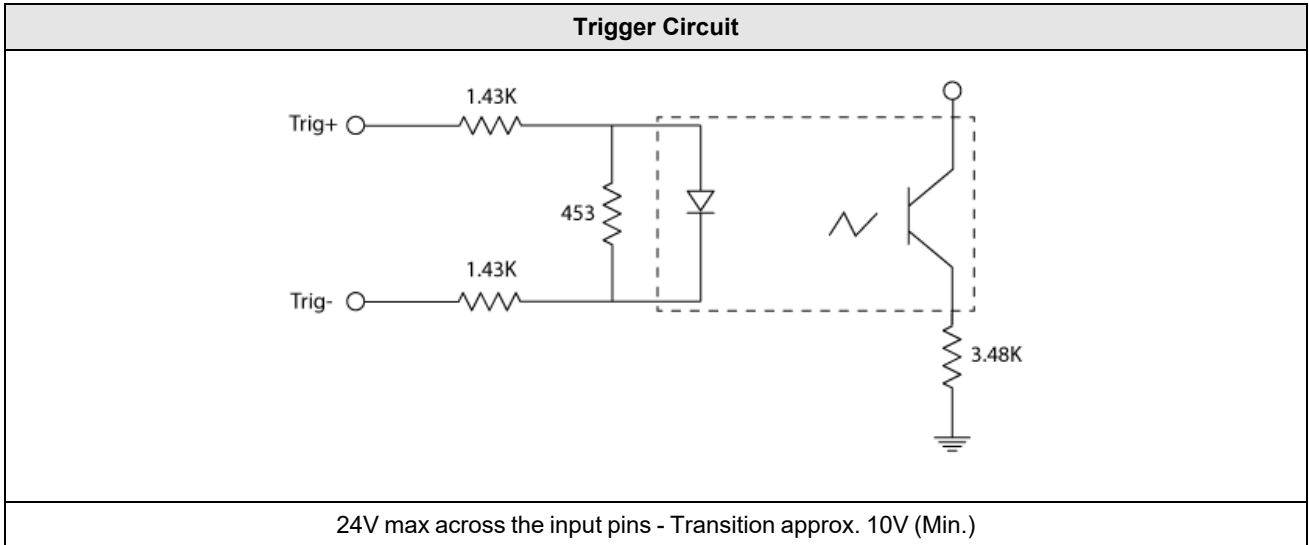 Trigger Circuit
1.43K
Trig+
453
1.43K
Trig-
3.48K
24V max across the input pins - Transition approx. 10V (Min.)